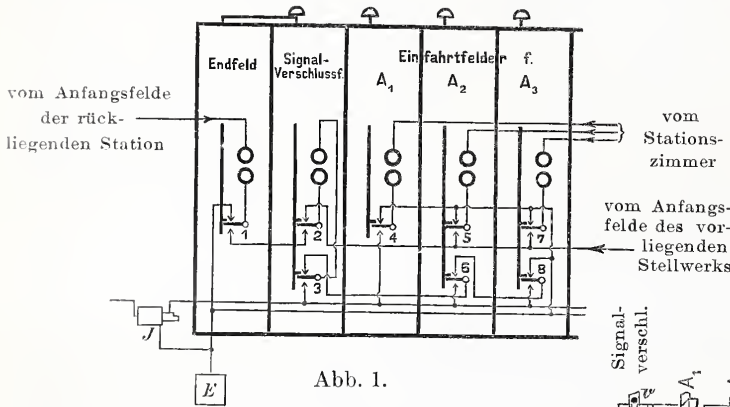 Endfeld
Signal-
Verschlussf.
Einfahrtfelder f.
A1
A2
A3
vom Anfangsfelde
der rück-
liegenden Station
vom
Stations-
zimmer
vom Anfangs-
felde des vor-
liegenden
Stellwerks
1
2
3
4
5
6
7
8
J
E
Abb. 1.
Signal-
verschl.
w
A1